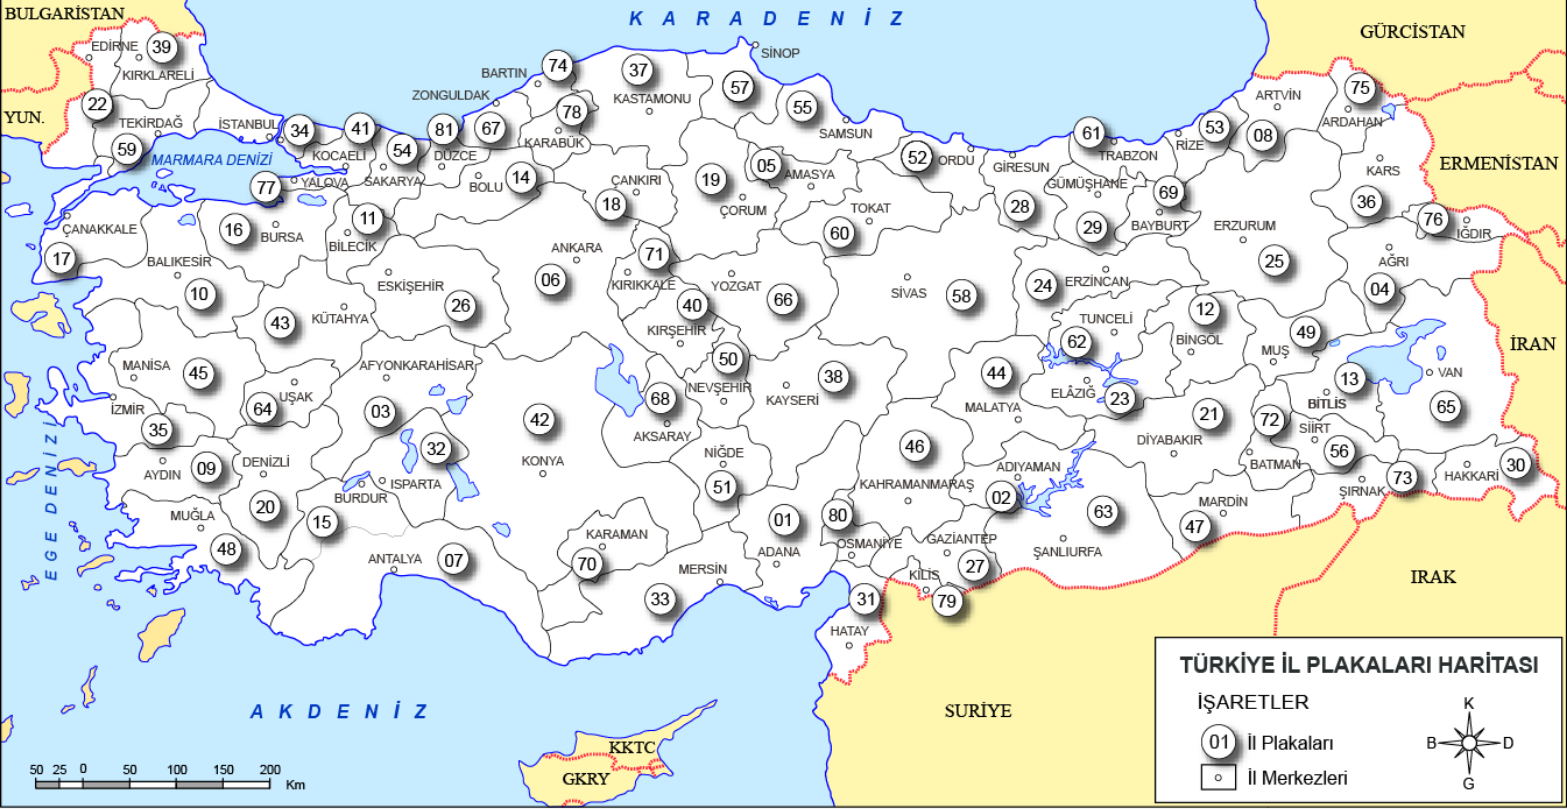 BULGARİSTAN
K A R A D E N İ Z
GÜRCİSTAN
EDİRNE
39
KIRKLARELİ
SİNOP
74
BARTIN
37
KASTAMONU
57
75
ARTVİN
ARDAHAN
22
YUN.
ZONGULDAK
78
55
TEKİRDAĞ
İSTANBUL
34
41
81
67
KARABÜK
SAMSUN
61
53
08
TRABZON
RİZE
59
MARMARA DENİZİ
KOCAELİ
54
DÜZCE
05
52
ORDU
GİRESUN
ERMENİSTAN
KARS
77
YALOVA
SAKARYA
BOLU
14
ÇANKIRI
19
AMASYA
GÜMÜŞHANE
69
18
ÇORUM
28
36
ÇANAKKALE
16
BURSA
11
BİLECİK
TOKAT
60
29
BAYBURT
ERZURUM
76
IĞDIR
17
BALIKESİR
ANKARA
71
25
AĞRI
10
ESKİŞEHİR
26
06
KIRIKKALE
YOZGAT
66
SİVAS
58
24
ERZİNCAN
04
43
KÜTAHYA
40
KIRŞEHİR
12
TUNCELİ
62
BİNGÖL
49
MUŞ
İRAN
MANİSA
45
AFYONKARAHİSAR
50
NEVŞEHİR
38
KAYSERİ
44
MALATYA
ELÂZIĞ
23
13
BİTLİS
VAN
65
İZMİR
64
UŞAK
03
42
68
AKSARAY
21
DİYABAKIR
72
SİİRT
35
32
46
56
EGE DENİZİ
AYDIN
09
DENİZLİ
KONYA
NİĞDE
ADIYAMAN
BATMAN
73
HAKKARİ
30
BURDUR
ISPARTA
51
KAHRAMANMARAŞ
02
ŞIRNAK
MUĞLA
20
15
01
80
63
MARDİN
47
48
KARAMAN
ADANA
OSMANİYE
GAZİANTEP
ŞANLIURFA
ANTALYA
07
70
MERSİN
27
KİLİS
IRAK
33
31
79
HATAY
A K D E N İ Z
SURİYE
KKTC
GKRY
50 25 0 50 100 150 200
Km
TÜRKİYE İL PLAKALARI HARİTASI
İŞARETLER
01 İl Plakaları
İl Merkezleri
K
B D
G